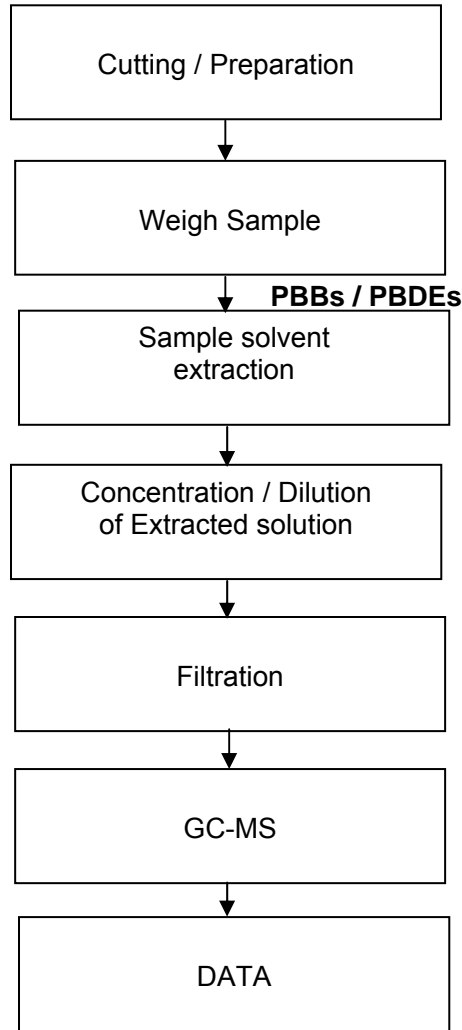 Cutting / Preparation
Weigh Sample
PBBs / PBDEs
Sample solvent
extraction
Concentration / Dilution
of Extracted solution
Filtration
GC-MS
DATA